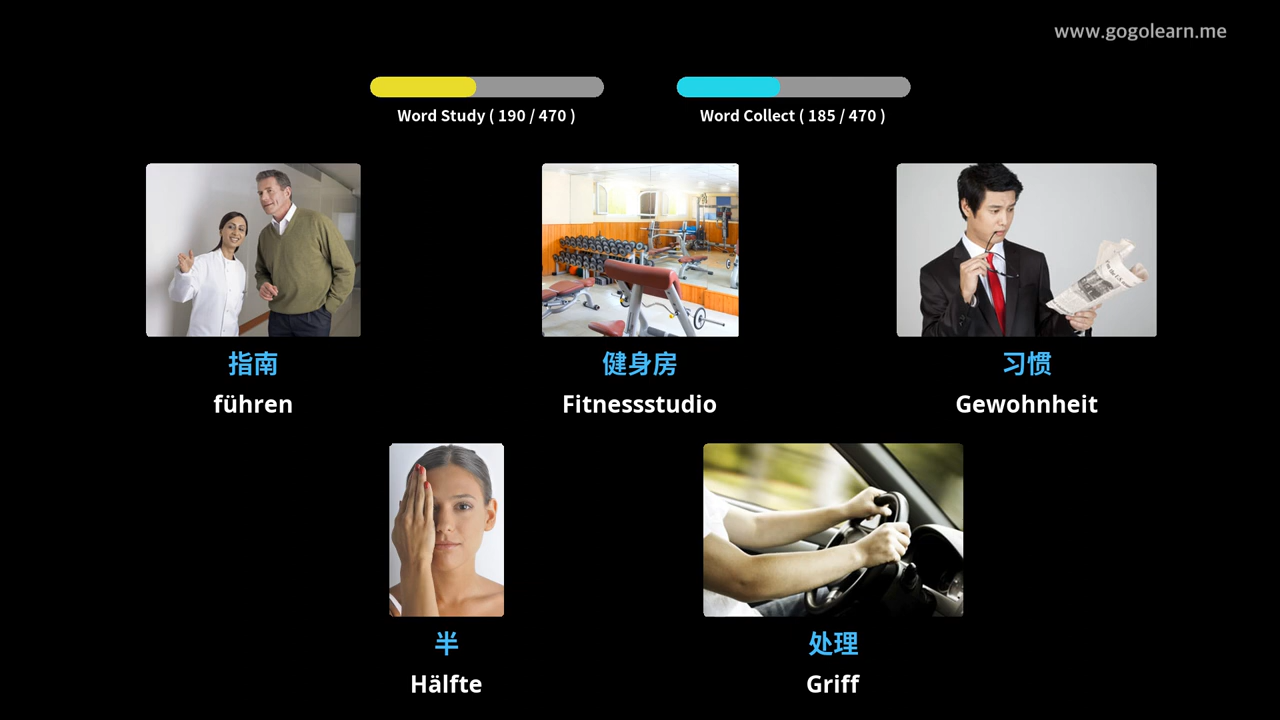 www.gogolearn.me
Word Study ( 190 / 470 )
Word Collect ( 185 / 470 )
指南
健身房
习惯
führen
Fitnessstudio
Gewohnheit
半
处理
Hälfte
Griff